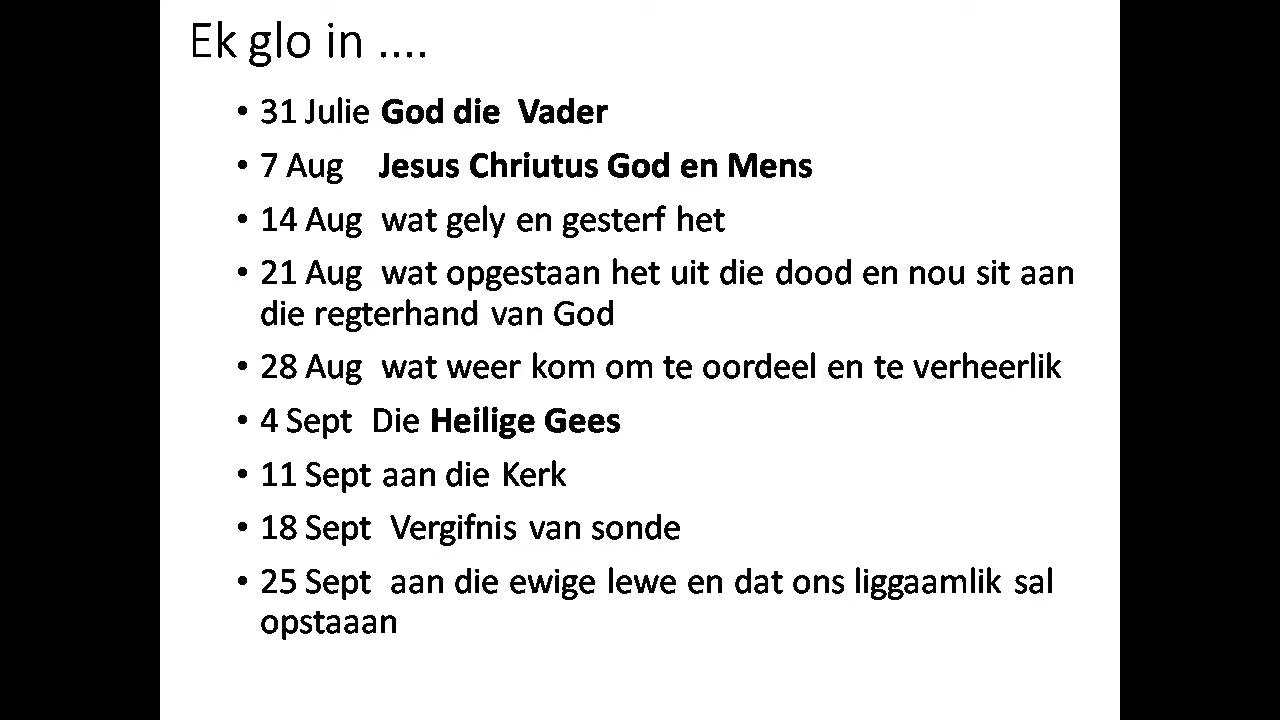 Ek glo in ....
• 31 Julie God die Vader
• 7 Aug Jesus Chriutus God en Mens
• 14 Aug wat gely en gesterf het
• 21 Aug wat opgestaan het uit die dood en nou sit aan
die regterhand van God
• 28 Aug wat weer kom om te oordeel en te verheerlik
• 4 Sept Die Heilige Gees
• 11 Sept aan die Kerk
• 18 Sept Vergifnis van sonde
• 25 Sept aan die ewige lewe en dat ons liggaamlik sal
opstaaan